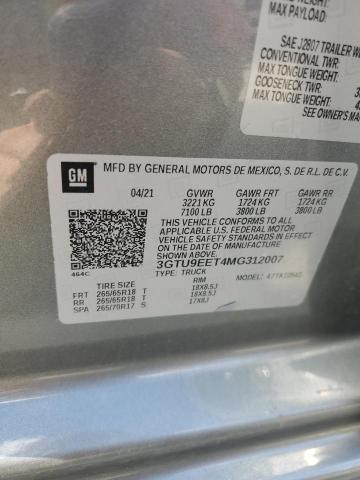 MAX PAYLOAD:
SAE J2807 TRAILER
CONVENTIONAL TWR:
MAX TONGUE WEIGHT:
GOOSENECK TWR:
MAX TONGUE WEIGHT:
SEE OWNER'S
GM
MFD BY GENERAL MOTORS DE MEXICO, S. DE R.L. DE C.V.
04/21 GVWR GAWR FRT GAWR RR
3221 KG 1724 KG 1724 KG
7100 LB 3800 LB 3800 LB
THIS VEHICLE CONFORMS TO ALL APPLICABLE
U.S. FEDERAL MOTOR VEHICLE SAFETY
STANDARDS IN EFFECT ON THE
DATE OF MANUFACTURE
SHOWN ABOVE.
3GTU9EET4MG312007
TYPE: TRUCK
TIRE SIZE RIM
FRT 265/65R18 T 18X8.5J
RR 265/65R18 T 18X8.5J
SPA 265/70R17 S 17X8J